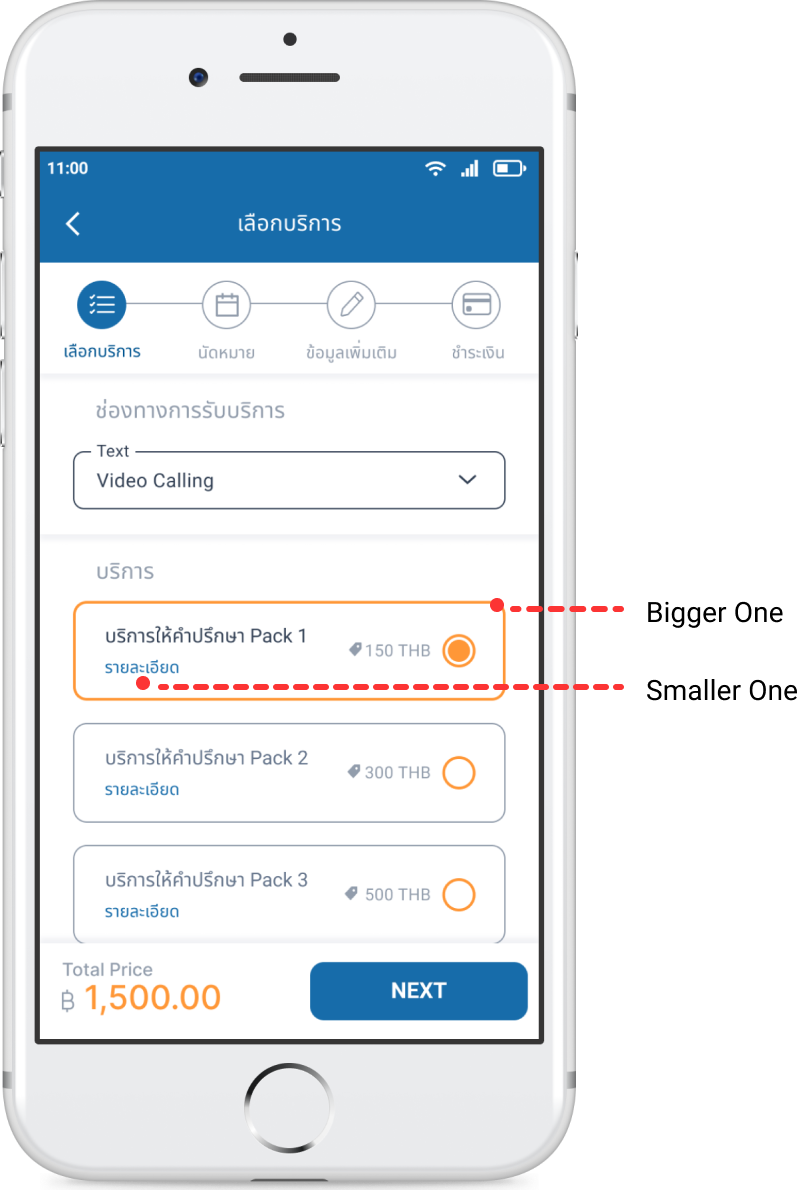 11:00
เลือกบริการ
เลือกบริการ
นัดหมาย
ข้อมูลเพิ่มเติม
ชำระเงิน
ช่องทางการรับบริการ
Text
Video Calling
บริการ
บริการให้คำปรึกษา Pack 1
150 THB
รายละเอียด
Bigger One
Smaller One
บริการให้คำปรึกษา Pack 2
300 THB
รายละเอียด
บริการให้คำปรึกษา Pack 3
500 THB
รายละเอียด
Total Price
฿ 1,500.00
NEXT